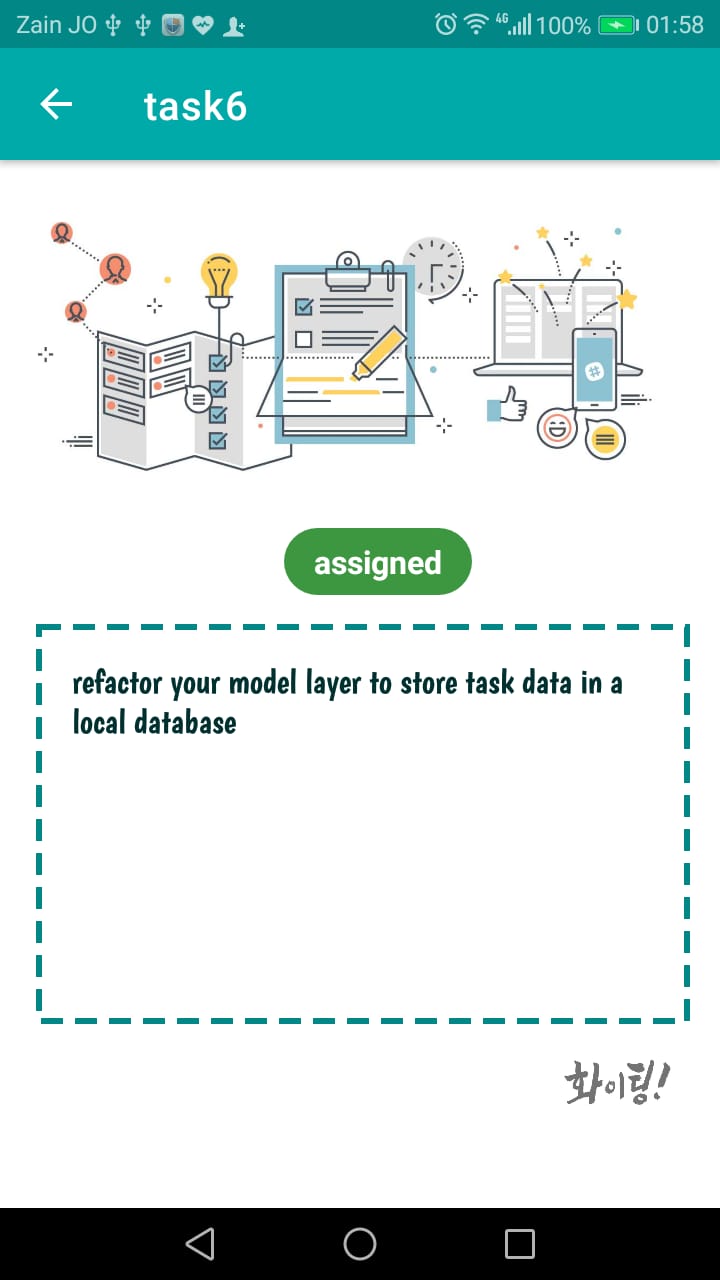 Zain JO 4G 100% 01:58
task6
#
assigned
refactor your model layer to store task data in a
local database
화이팅!